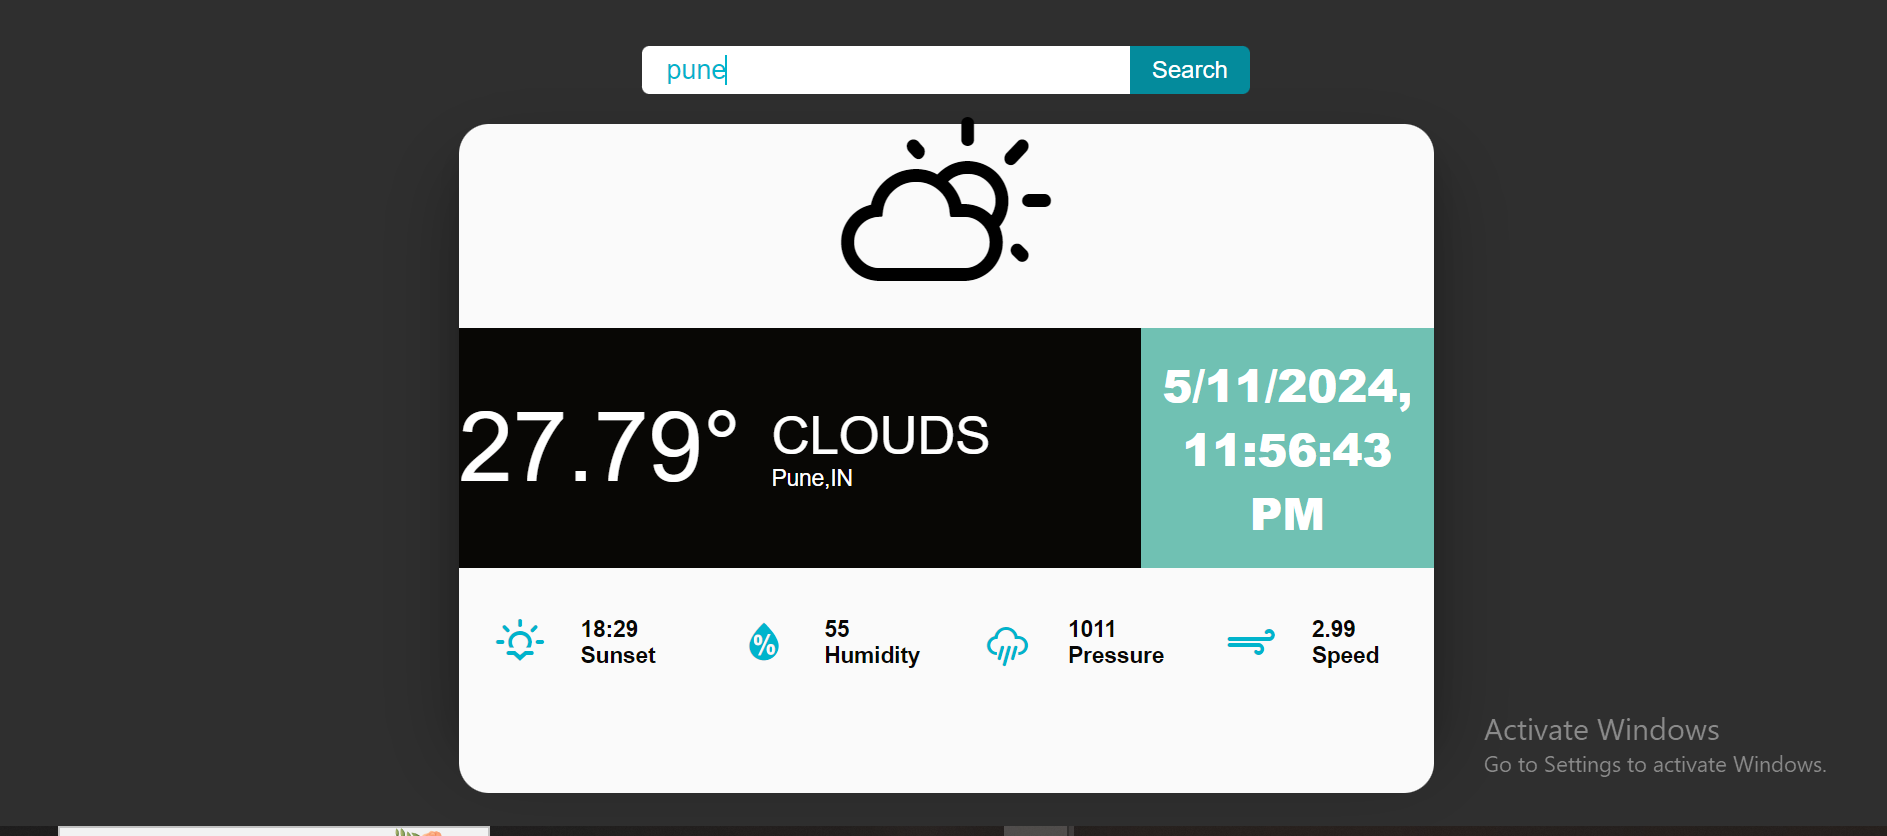 pune
Search
27.79°
CLOUDS
Pune,IN
5/11/2024,
11:56:43
PM
18:29
Sunset
%
55
Humidity
1011
Pressure
2.99
Speed
Activate Windows
Go to Settings to activate Windows.